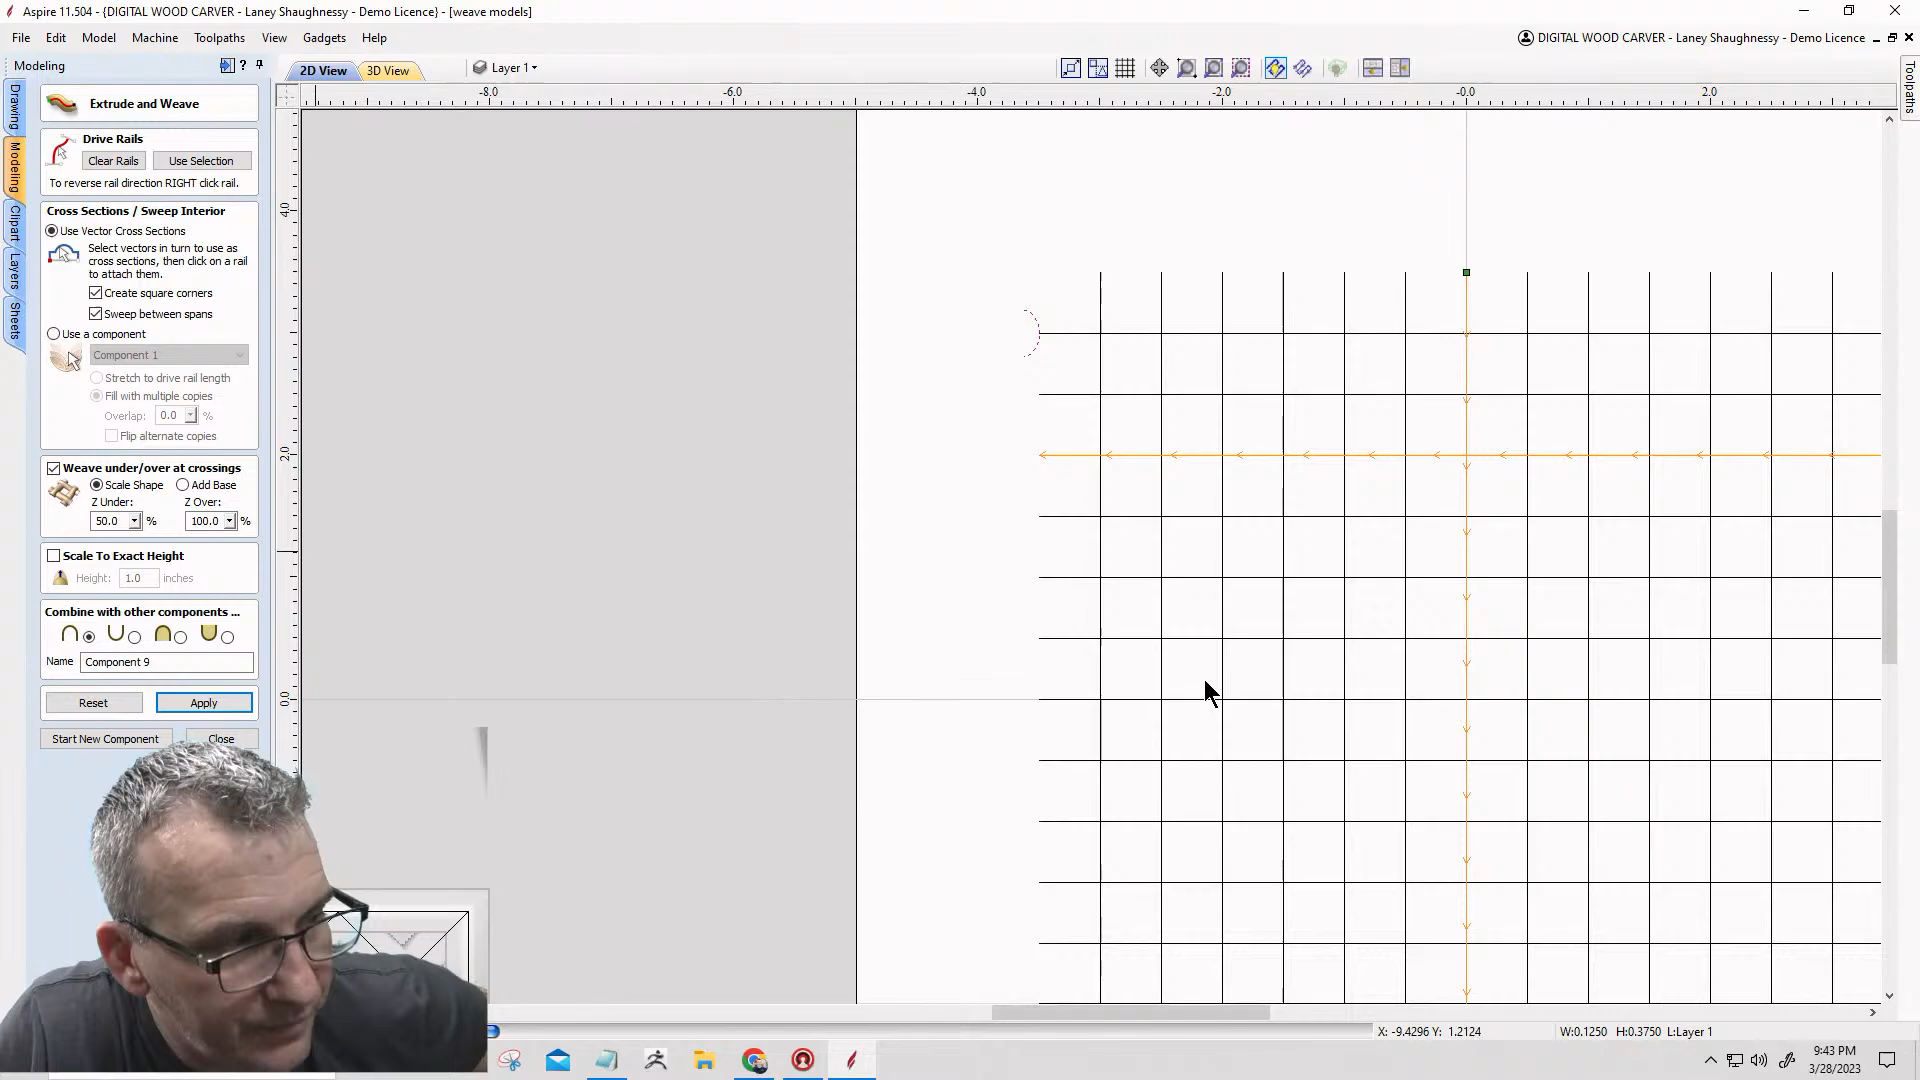 Aspire 11.504 - {DIGITAL WOOD CARVER - Laney Shaughnessy - Demo Licence} - [weave models]
File Edit Model Machine Toolpaths View Gadgets Help
DIGITAL WOOD CARVER - Laney Shaughnessy - Demo Licence
Modeling
2D View 3D View Layer 1
Toolpaths
Drawing
Modeling
Clipart
Layers
Sheets
Extrude and Weave
Drive Rails
Clear Rails Use Selection
To reverse rail direction RIGHT click rail.
Cross Sections / Sweep Interior
Use Vector Cross Sections
Select vectors in turn to use as
cross sections, then click on a rail
to attach them.
Create square corners
Sweep between spans
Use a component
Component 1
Stretch to drive rail length
Fill with multiple copies
Overlap: 0.0 %
Flip alternate copies
Weave under/over at crossings
Scale Shape Add Base
Z Under: Z Over:
50.0 % 100.0 %
Scale To Exact Height
Height: 1.0 inches
Combine with other components ...
Name Component 9
Reset Apply
Start New Component Close
-8.0 -6.0 -4.0 -2.0 -0.0 2.0
4.0
2.0
0.0
X: -9.4296 Y: 1.2124 W:0.1250 H:0.3750 L:Layer 1
9:43 PM
3/28/2023